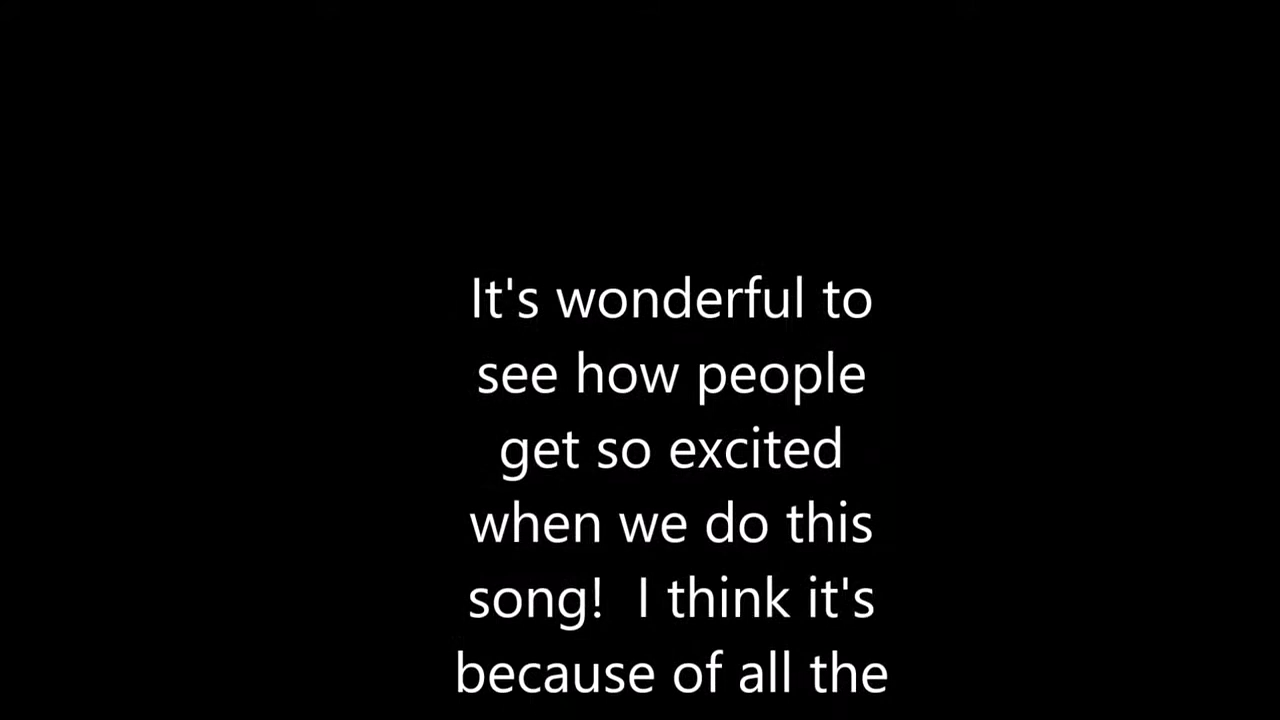 It's wonderful to
see how people
get so excited
when we do this
song!  I think it's
because of all the